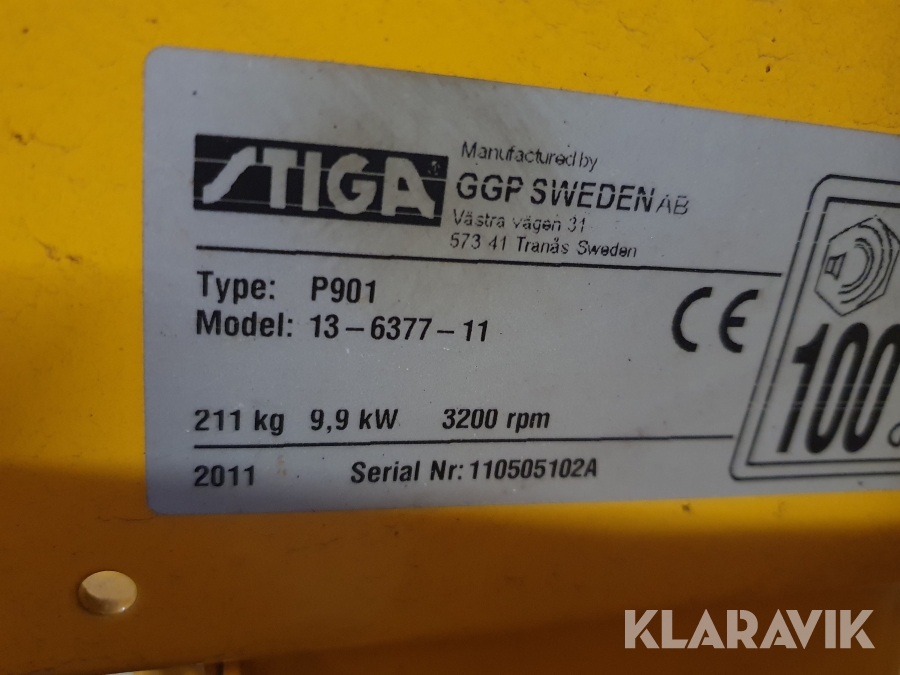 STIGA
Manufactured by
GGP SWEDEN AB
Västra vägen 31
573 41 Tranås Sweden
Type: P901
Model: 13-6377-11
211 kg 9,9 kW 3200 rpm
2011 Serial Nr: 110505102A
CE
100
KLARAVIK